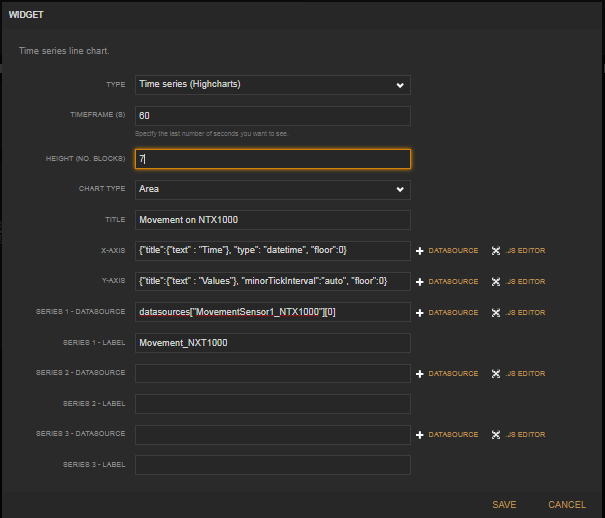 WIDGET
Time series line chart.
TYPE Time series (Highcharts)
TIMEFRAME (S) 60
Specify the last number of seconds you want to see.
HEIGHT (NO. BLOCKS) 7
CHART TYPE Area
TITLE Movement on NTX1000
X-AXIS {"title":{"text" : "Time"}, "type": "datetime", "floor":0} + DATASOURCE .JS EDITOR
Y-AXIS {"title":{"text" : "Values"}, "minorTickInterval":"auto", "floor":0} + DATASOURCE .JS EDITOR
SERIES 1 - DATASOURCE datasources["MovementSensor1_NTX1000"][0] + DATASOURCE .JS EDITOR
SERIES 1 - LABEL Movement_NXT1000
SERIES 2 - DATASOURCE + DATASOURCE .JS EDITOR
SERIES 2 - LABEL
SERIES 3 - DATASOURCE + DATASOURCE .JS EDITOR
SERIES 3 - LABEL
SAVE CANCEL